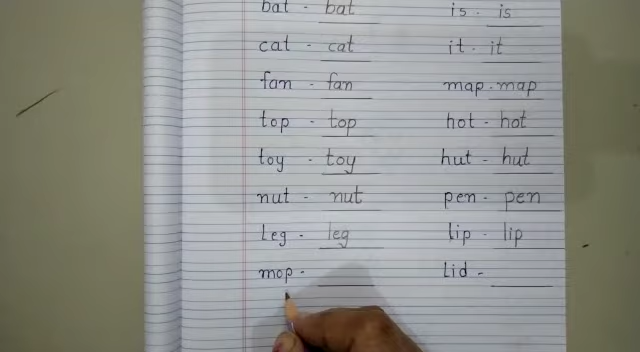 bat - bat is - is
cat - cat it - it
fan - fan map - map
top - top hot - hot
toy - toy hut - hut
nut - nut pen - pen
Leg - leg lip - lip
mop - Lid -